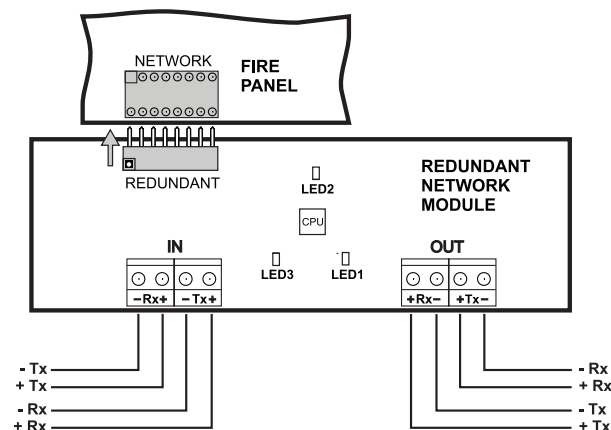 NETWORK
FIRE
PANEL
REDUNDANT
REDUNDANT
NETWORK
MODULE
LED2
CPU
IN
OUT
LED3
LED1
-Rx+
-Tx+
+Rx-
+Tx-
- Tx
+ Tx
- Rx
+ Rx
- Rx
+ Rx
- Tx
+ Tx